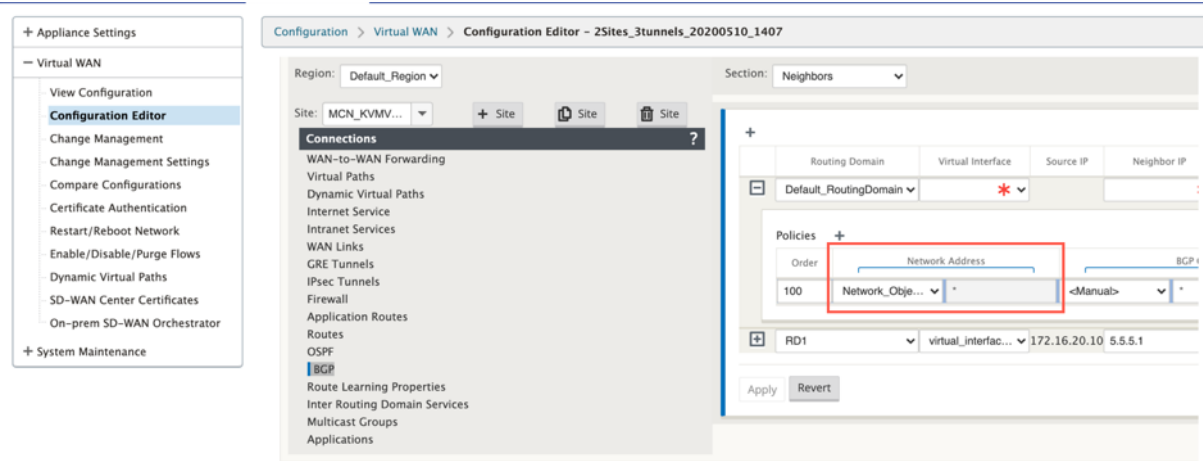 + Appliance Settings
− Virtual WAN
View Configuration
Configuration Editor
Change Management
Change Management Settings
Compare Configurations
Certificate Authentication
Restart/Reboot Network
Enable/Disable/Purge Flows
Dynamic Virtual Paths
SD-WAN Center Certificates
On-prem SD-WAN Orchestrator
+ System Maintenance
Configuration > Virtual WAN > Configuration Editor - 2Sites_3tunnels_20200510_1407
Region: Default_Region
Site: MCN_KVMV... + Site Site Site
Connections ?
WAN-to-WAN Forwarding
Virtual Paths
Dynamic Virtual Paths
Internet Service
Intranet Services
WAN Links
GRE Tunnels
IPsec Tunnels
Firewall
Application Routes
Routes
OSPF
BGP
Route Learning Properties
Inter Routing Domain Services
Multicast Groups
Applications
Section: Neighbors
+
Routing Domain Virtual Interface Source IP Neighbor IP
Default_RoutingDomain *
Policies +
Order Network Address BGP
100 Network_Obje... * <Manual> *
RD1 virtual_interfac... 172.16.20.10 5.5.5.1
Apply Revert